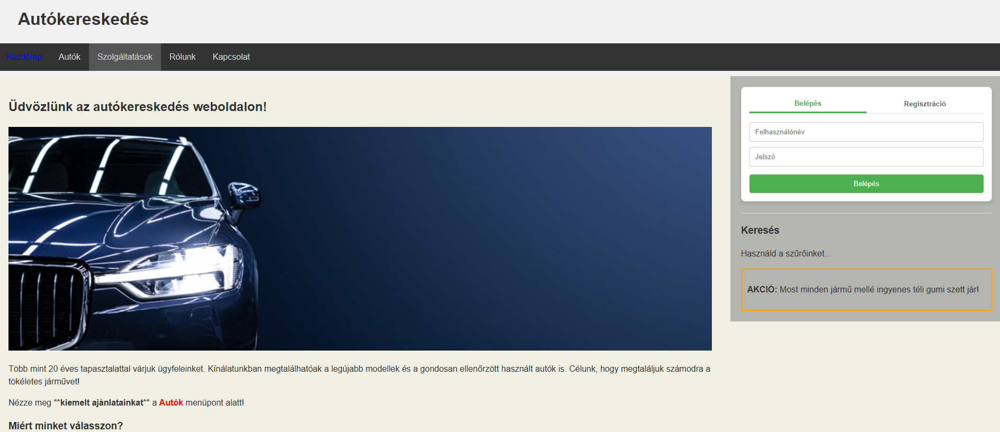 Autókereskedés
Kezdőlap Autók Szolgáltatások Rólunk Kapcsolat
Üdvözlünk az autókereskedés weboldalon!
Több mint 20 éves tapasztalattal várjuk ügyfeleinket. Kínálatunkban megtalálhatóak a legújabb modellek és a gondosan ellenőrzött használt autók is. Célunk, hogy megtaláljuk számodra a
tökéletes járművet!
Nézze meg **kiemelt ajánlatainkat** a Autók menüpont alatt!
Miért minket válasszon?
Belépés Regisztráció
Felhasználónév
Jelszó
Belépés
Keresés
Használd a szűrőinket...
AKCIÓ: Most minden jármű mellé ingyenes téli gumi szett jár!